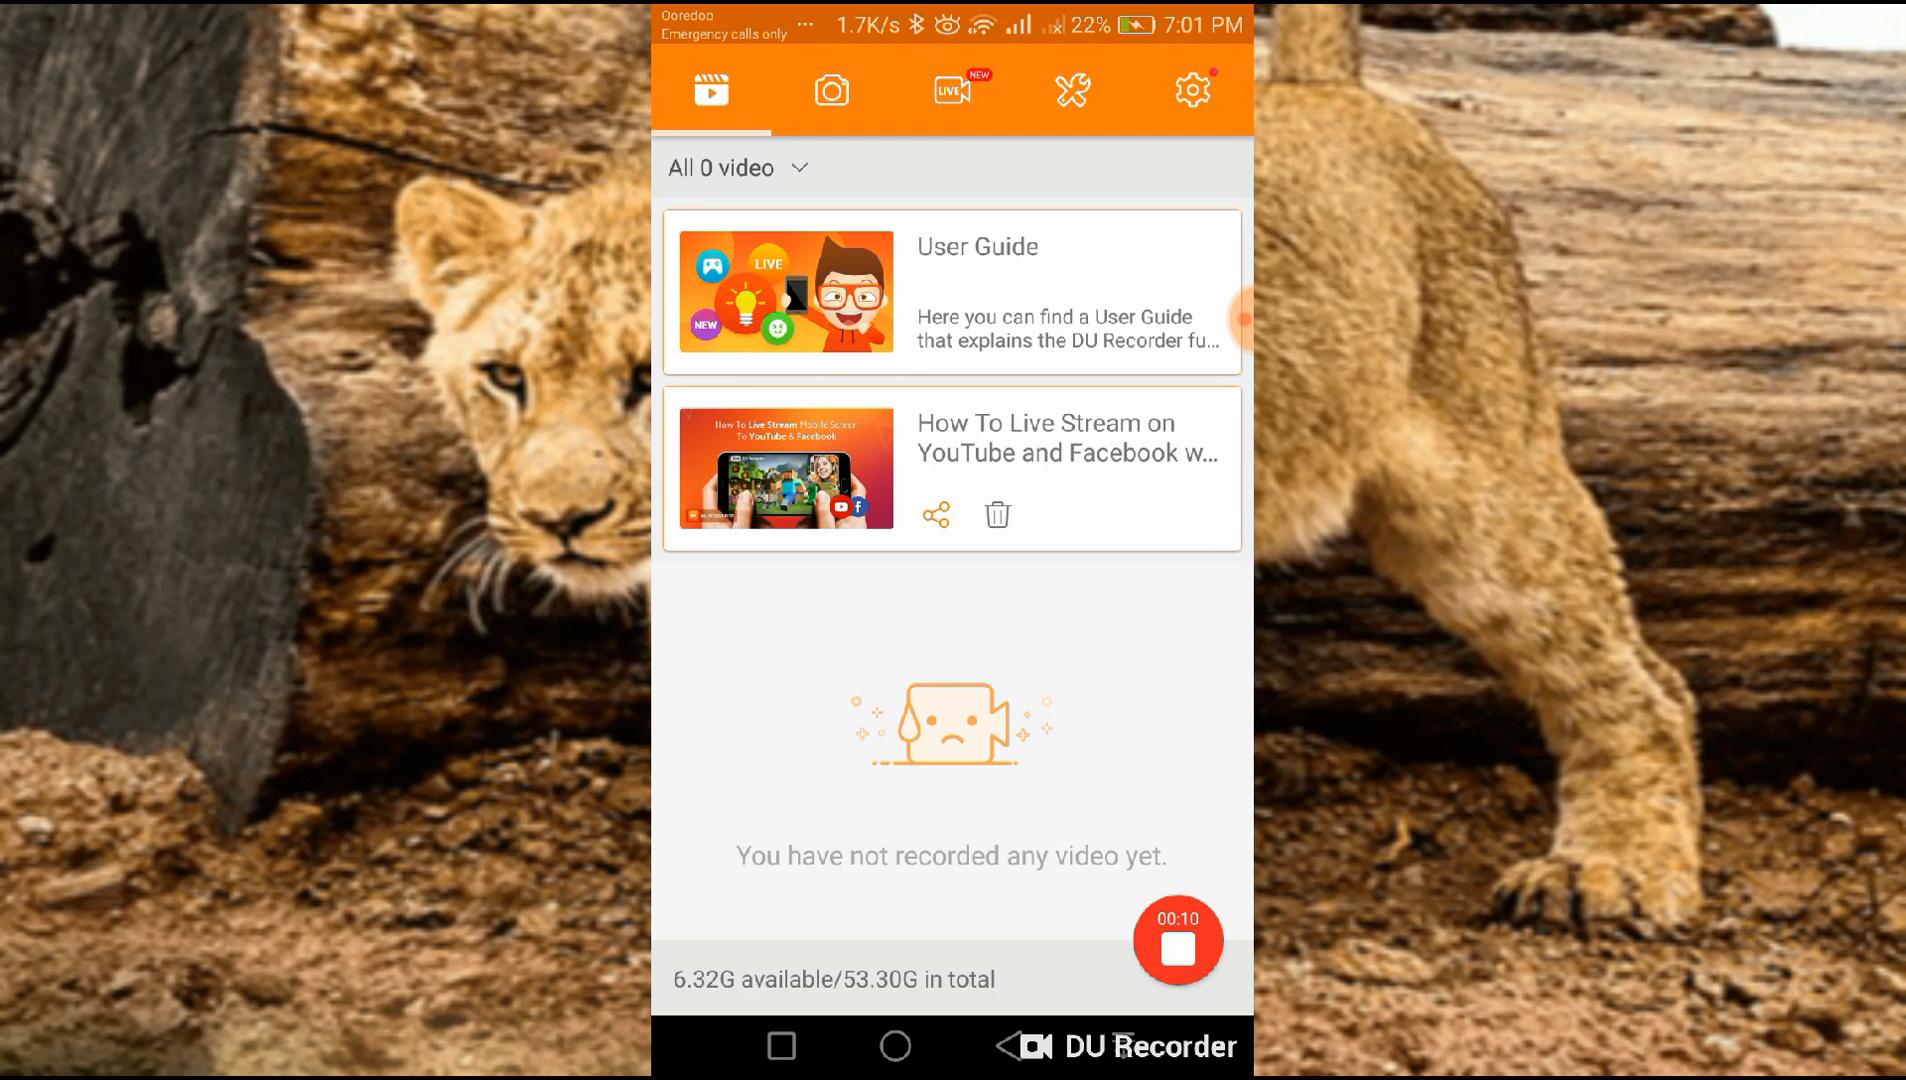 Ooredoo
Emergency calls only ... 1.7K/s 22% 7:01 PM
LIVE NEW
All 0 video
LIVE
NEW
User Guide
Here you can find a User Guide
that explains the DU Recorder fu...
How To Live Stream Mobile Screen
To YouTube & Facebook
How To Live Stream on
YouTube and Facebook w...
You have not recorded any video yet.
00:10
6.32G available/53.30G in total
DU Recorder